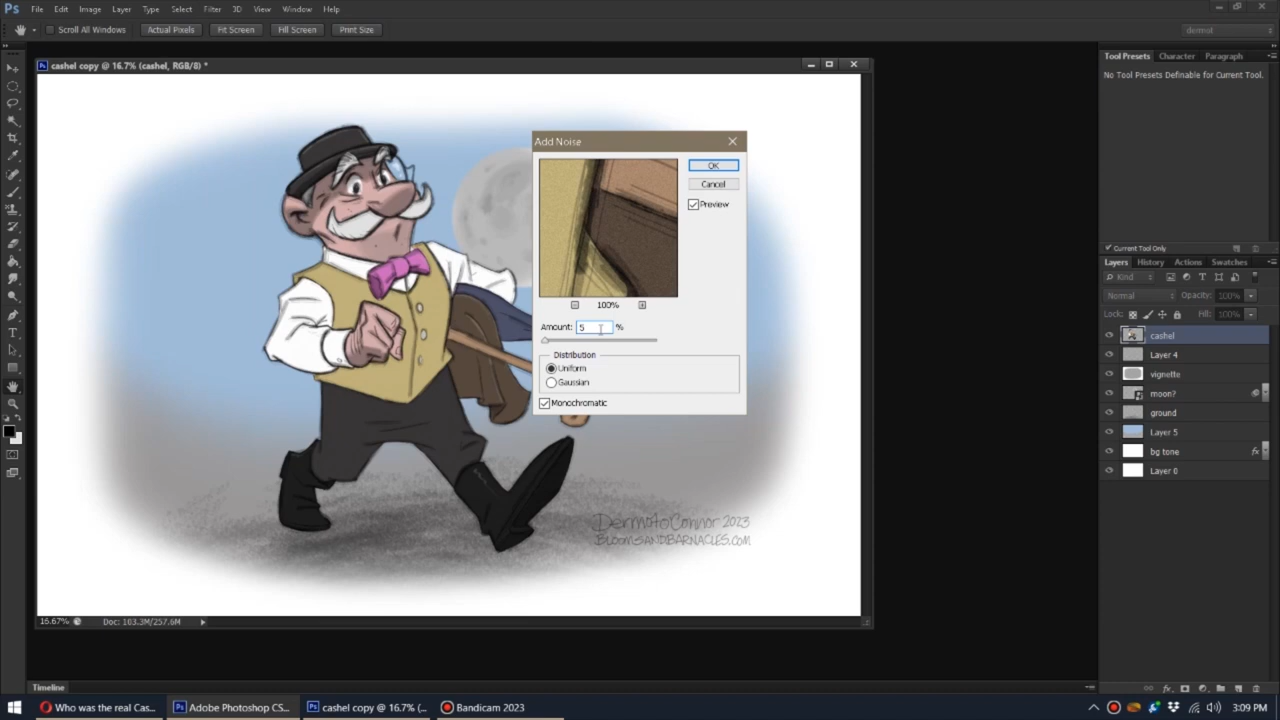 Ps File Edit Image Layer Type Select Filter 3D View Window Help
Scroll All Windows Actual Pixels Fit Screen Fill Screen Print Size dermot
cashel copy @ 16.7% (cashel, RGB/8) *
Tool Presets Character Paragraph
No Tool Presets Definable for Current Tool.
Add Noise
OK
Cancel
Preview
100%
Amount: 5 %
Distribution
Uniform
Gaussian
Monochromatic
Current Tool Only
Layers History Actions Swatches
Kind
Normal Opacity: 100%
Lock: Fill: 100%
cashel
Layer 4
vignette
moon?
ground
Layer 5
bg tone fx
Layer 0
Dermot O Connor 2023
BLOOMSANDBARNACLES.COM
16.67% Doc: 103.3M/257.6M
Timeline
Who was the real Cas... Adobe Photoshop CS... cashel copy @ 16.7% (... Bandicam 2023 3:09 PM